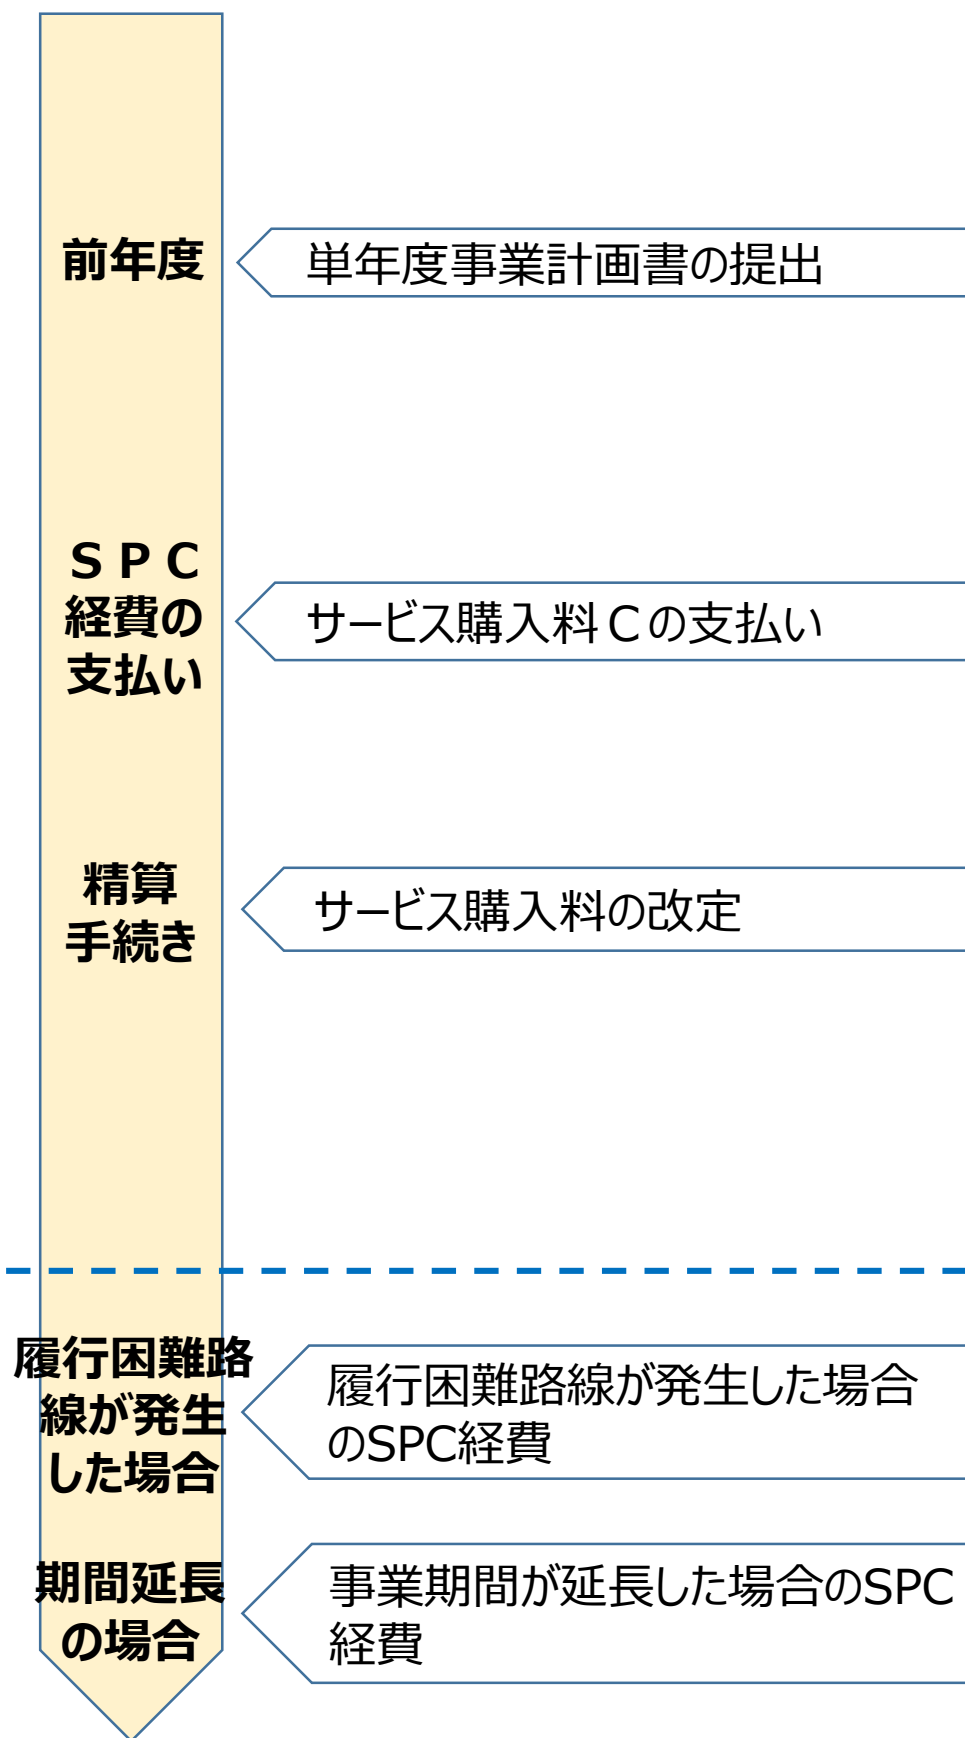 前年度
単年度事業計画書の提出
ＳＰＣ
経費の
支払い
サービス購入料Ｃの支払い
精算
手続き
サービス購入料の改定
履行困難路
線が発生
した場合
履行困難路線が発生した場合
のSPC経費
期間延長
の場合
事業期間が延長した場合のSPC
経費